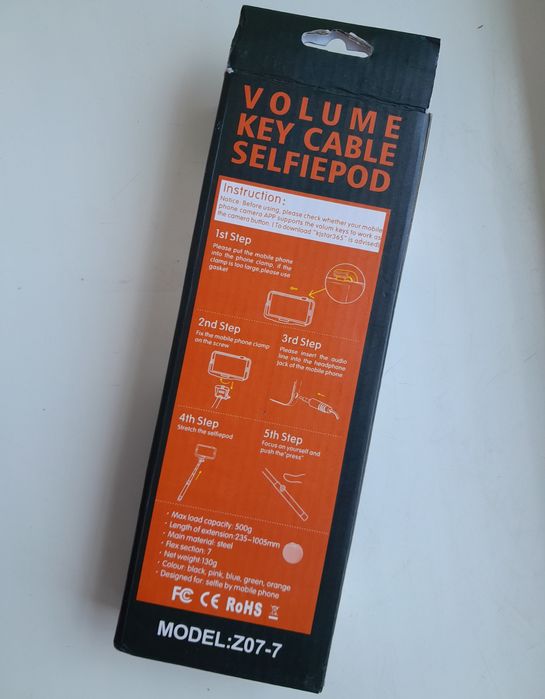 VOLUME
KEY CABLE
SELFIEPOD
Instruction:
Notice: Before using, please check whether your mobile
phone camera APP supports the volum keys to work as
the camera button. (To download "kjstar365" is advised)
1st Step
Please put the mobile phone
into the phone clamp, if the
clamp is too large,please use
gasket
2nd Step
Fix the mobile phone clamp
on the screw
3rd Step
Please insert the audio
line into the headphone
jack of the mobile phone
4th Step
Stretch the selfiepod
5th Step
Focus on yourself and
push the"press"
· Max load capacity: 500g
· Length of extension:235~1005mm
· Main material: steel
· Flex section: 7
· Net weight:130g
· Colour: black, pink, blue, green, orange
· Designed for: selfie by mobile phone
FC CE RoHS
MODEL:Z07-7